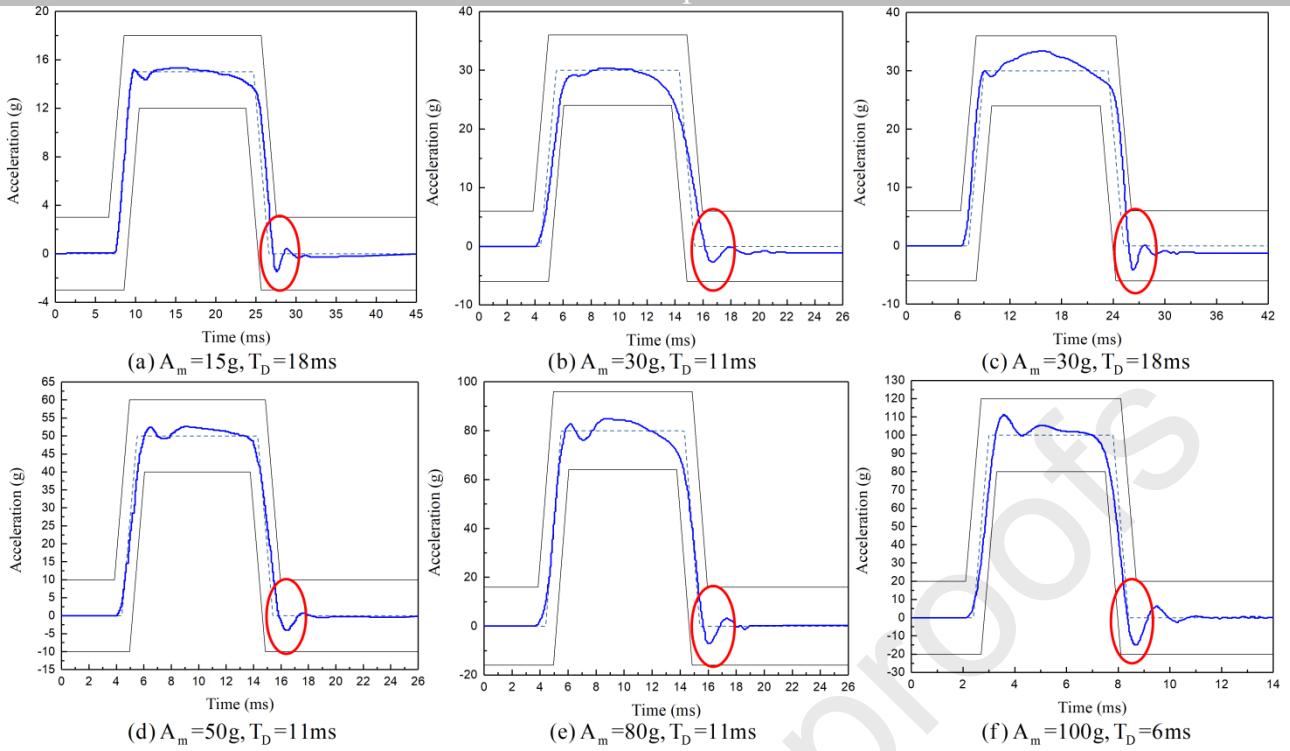 20
16
12
8
4
0
-4
0 5 10 15 20 25 30 35 40 45
Acceleration (g)
Time (ms)
(a) Am=15g, TD=18ms
40
30
20
10
0
-10
0 2 4 6 8 10 12 14 16 18 20 22 24 26
Acceleration (g)
Time (ms)
(b) Am=30g, TD=11ms
40
30
20
10
0
-10
0 6 12 18 24 30 36 42
Acceleration (g)
Time (ms)
(c) Am=30g, TD=18ms
65
60
55
50
45
40
35
30
25
20
15
10
5
0
-5
-10
-15
0 2 4 6 8 10 12 14 16 18 20 22 24 26
Acceleration (g)
Time (ms)
(d) Am=50g, TD=11ms
100
80
60
40
20
0
-20
0 2 4 6 8 10 12 14 16 18 20 22 24 26
Acceleration (g)
Time (ms)
(e) Am=80g, TD=11ms
130
120
110
100
90
80
70
60
50
40
30
20
10
0
-10
-20
-30
0 2 4 6 8 10 12 14
Acceleration (g)
Time (ms)
(f) Am=100g, TD=6ms
proofs